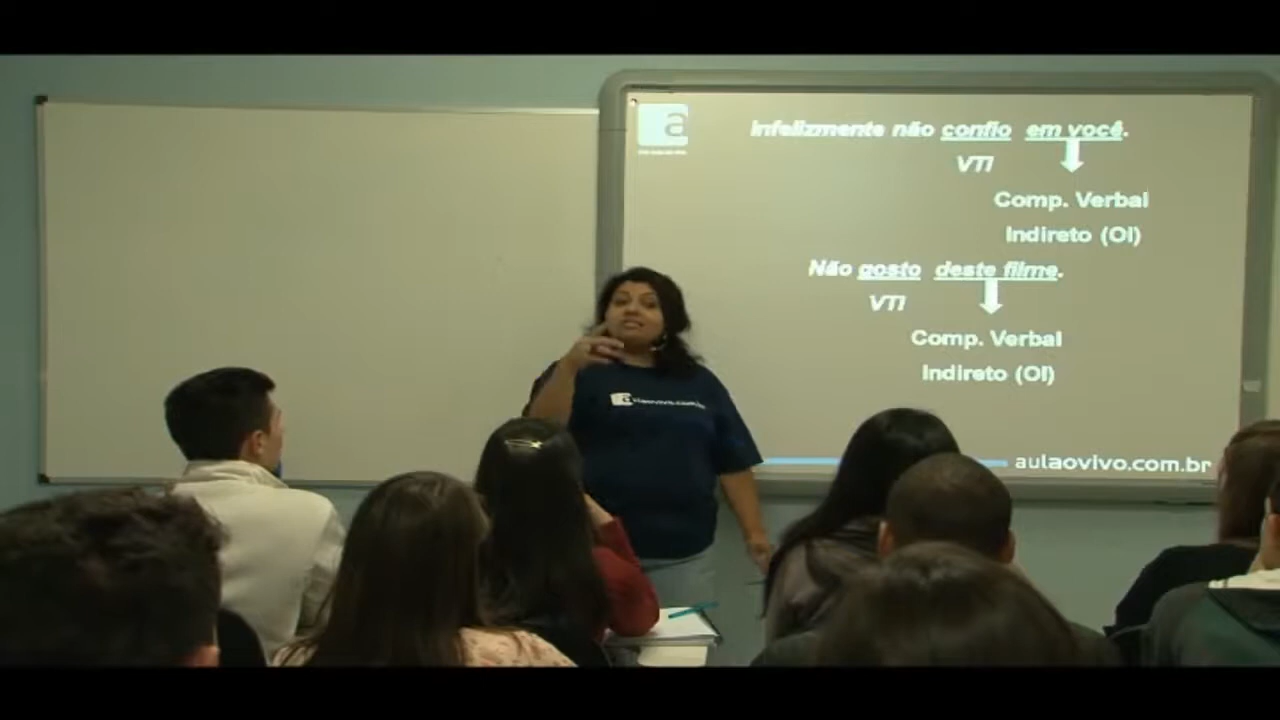 a
Infelizmente não confio em você.
VTI
Comp. Verbal
Indireto (OI)
Não gosto deste filme.
VTI
Comp. Verbal
Indireto (OI)
aulaovivo.com.br